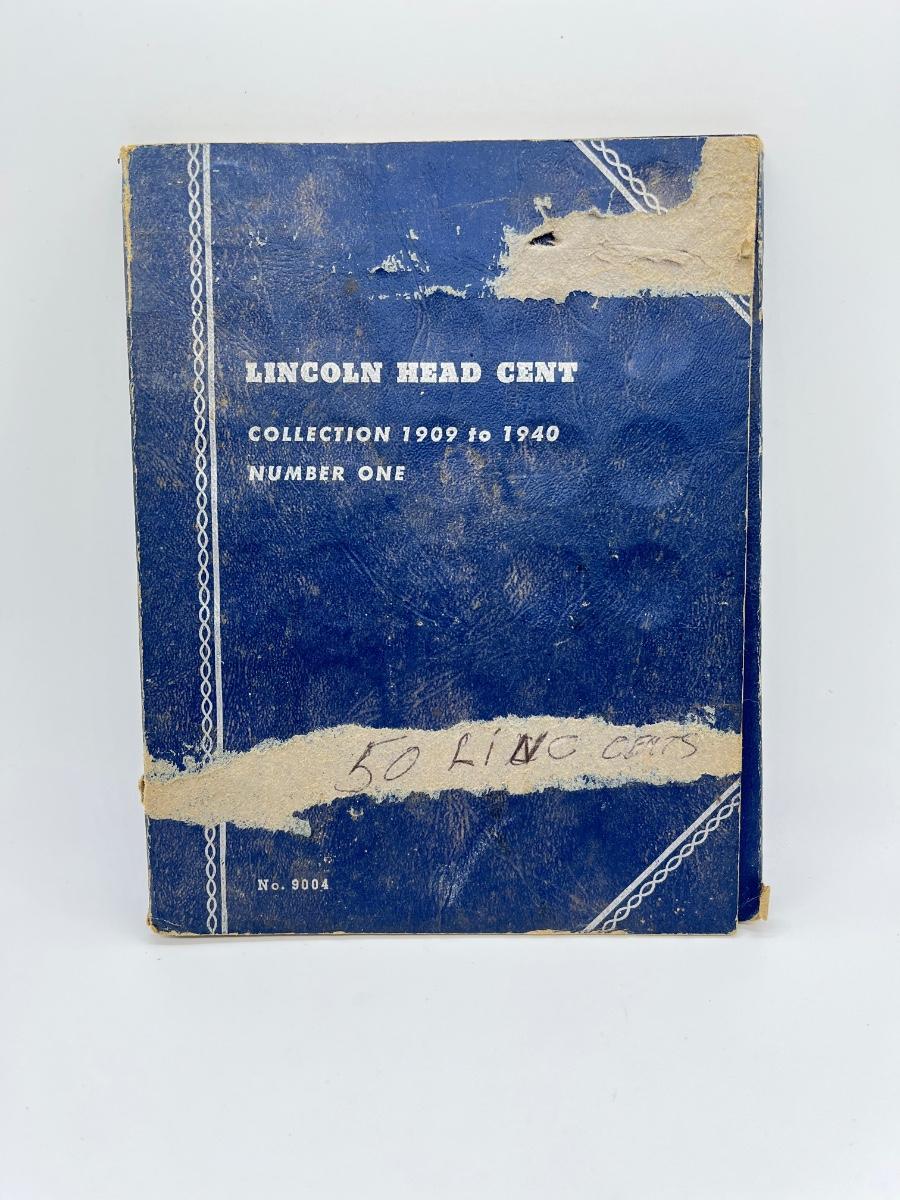 LINCOLN HEAD CENT
COLLECTION 1909 to 1940
NUMBER ONE
50 LINC CENTS
No. 9004